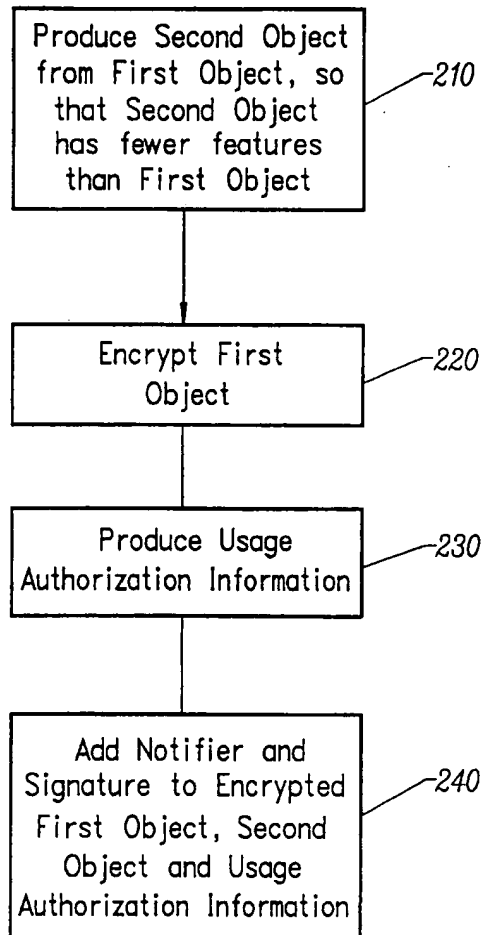 Produce Second Object
from First Object, so
that Second Object
has fewer features
than First Object
210
Encrypt First
Object
220
Produce Usage
Authorization Information
230
Add Notifier and
Signature to Encrypted
First Object, Second
Object and Usage
Authorization Information
240